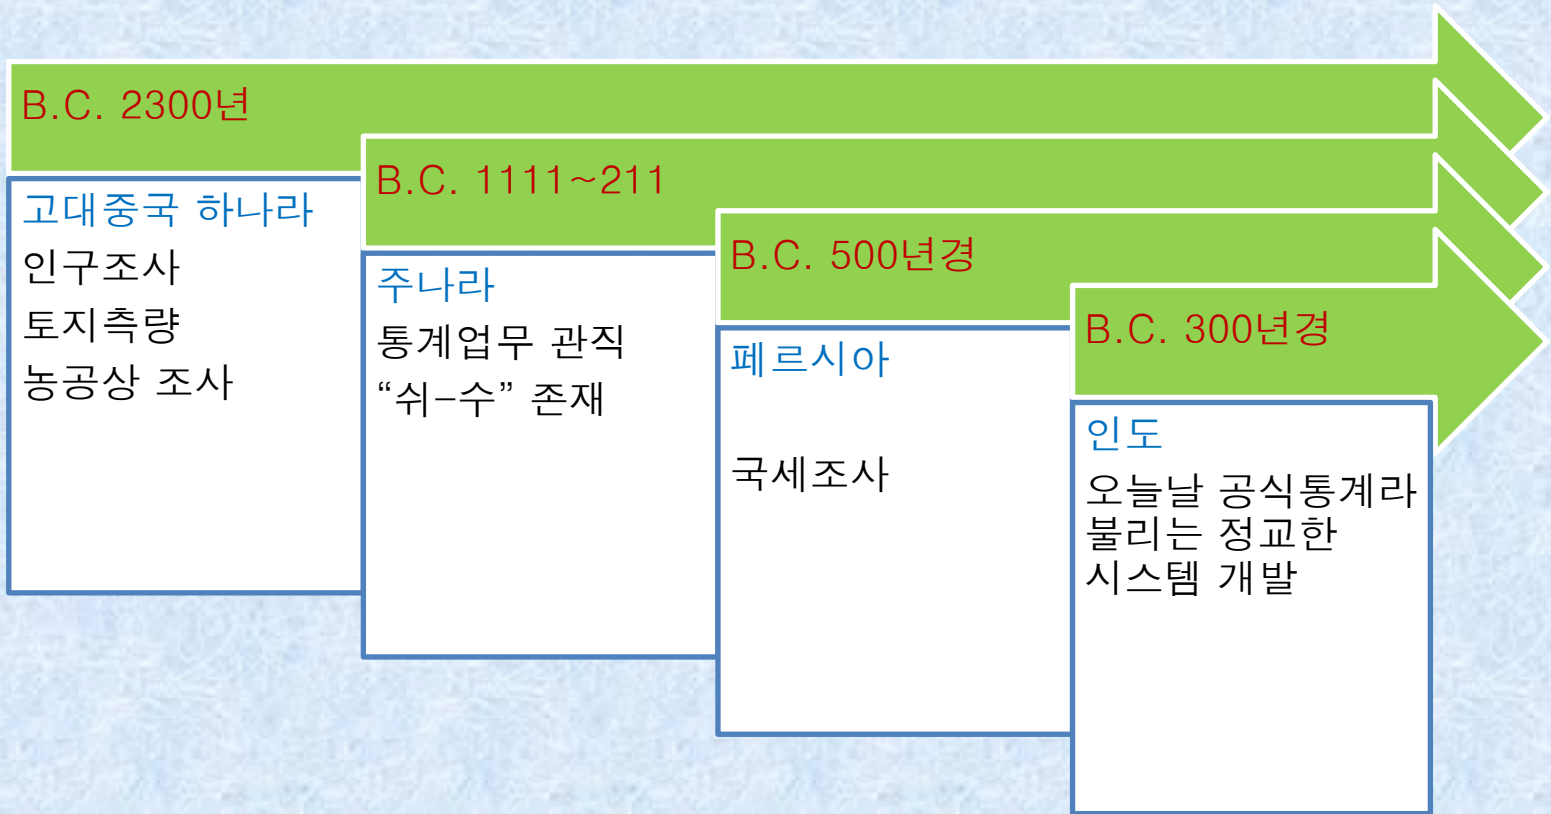 B.C. 2300년
고대중국 하나라
인구조사
토지측량
농공상 조사
B.C. 1111~211
주나라
통계업무 관직
“쉬-수” 존재
B.C. 500년경
페르시아
국세조사
B.C. 300년경
인도
오늘날 공식통계라
불리는 정교한
시스템 개발